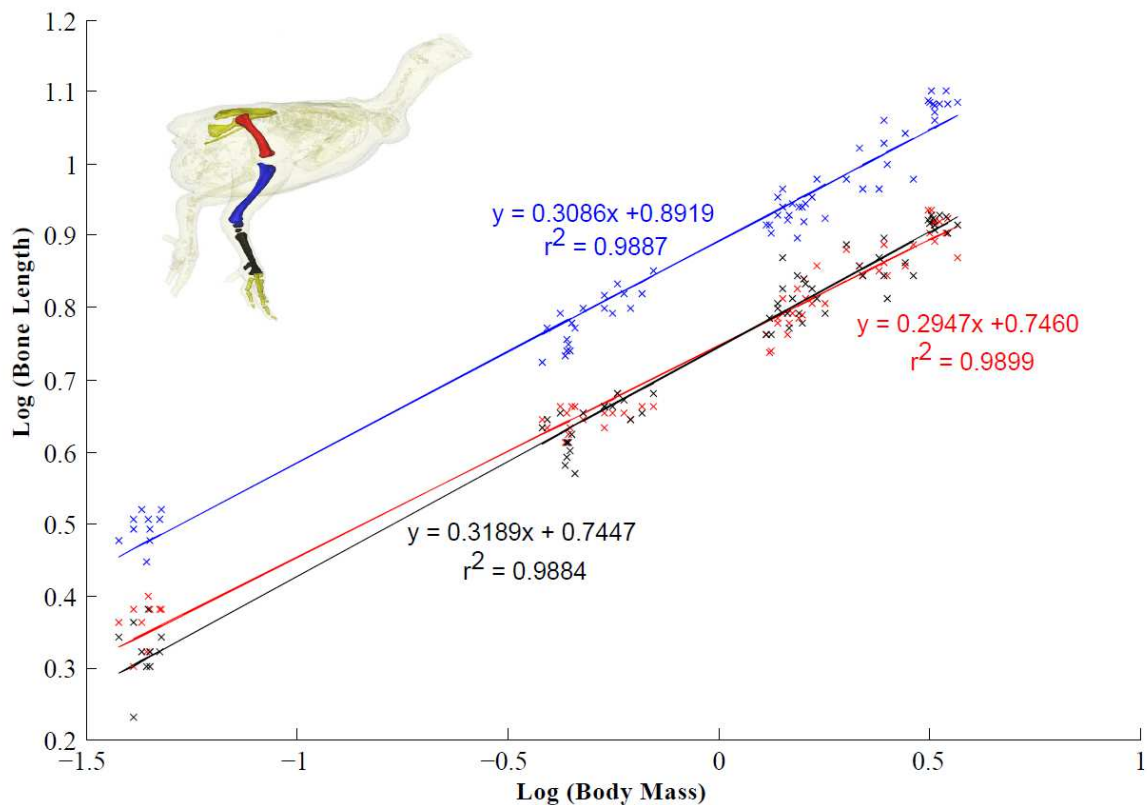 1.2
1.1
1
0.9
0.8
0.7
0.6
0.5
0.4
0.3
0.2
Log (Bone Length)
y = 0.3086x +0.8919
r² = 0.9887
y = 0.2947x +0.7460
r² = 0.9899
y = 0.3189x + 0.7447
r² = 0.9884
−1.5 −1 −0.5 0 0.5 1
Log (Body Mass)